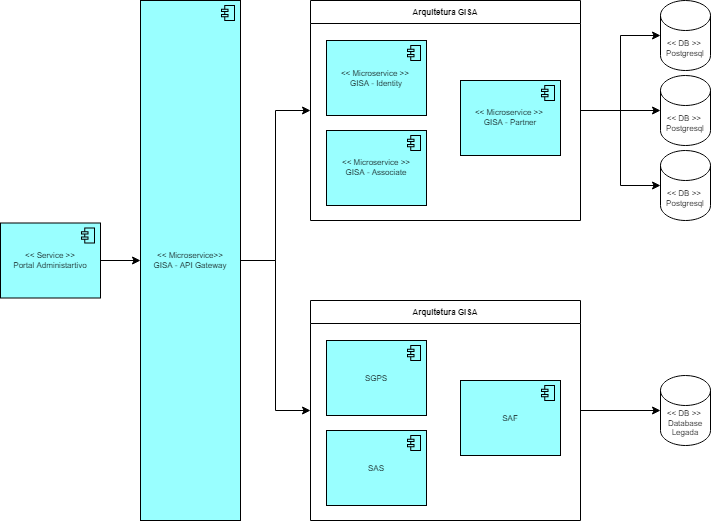 Arquitetura GISA
<< Microservice >>
GISA - Identity
<< Microservice >>
GISA - Partner
<< Microservice >>
GISA - Associate
<< DB >>
Postgresql
<< DB >>
Postgresql
<< DB >>
Postgresql
<< Service >>
Portal Administartivo
<< Microservice>>
GISA - API Gateway
Arquitetura GISA
SGPS
SAF
SAS
<< DB >>
Database
Legada